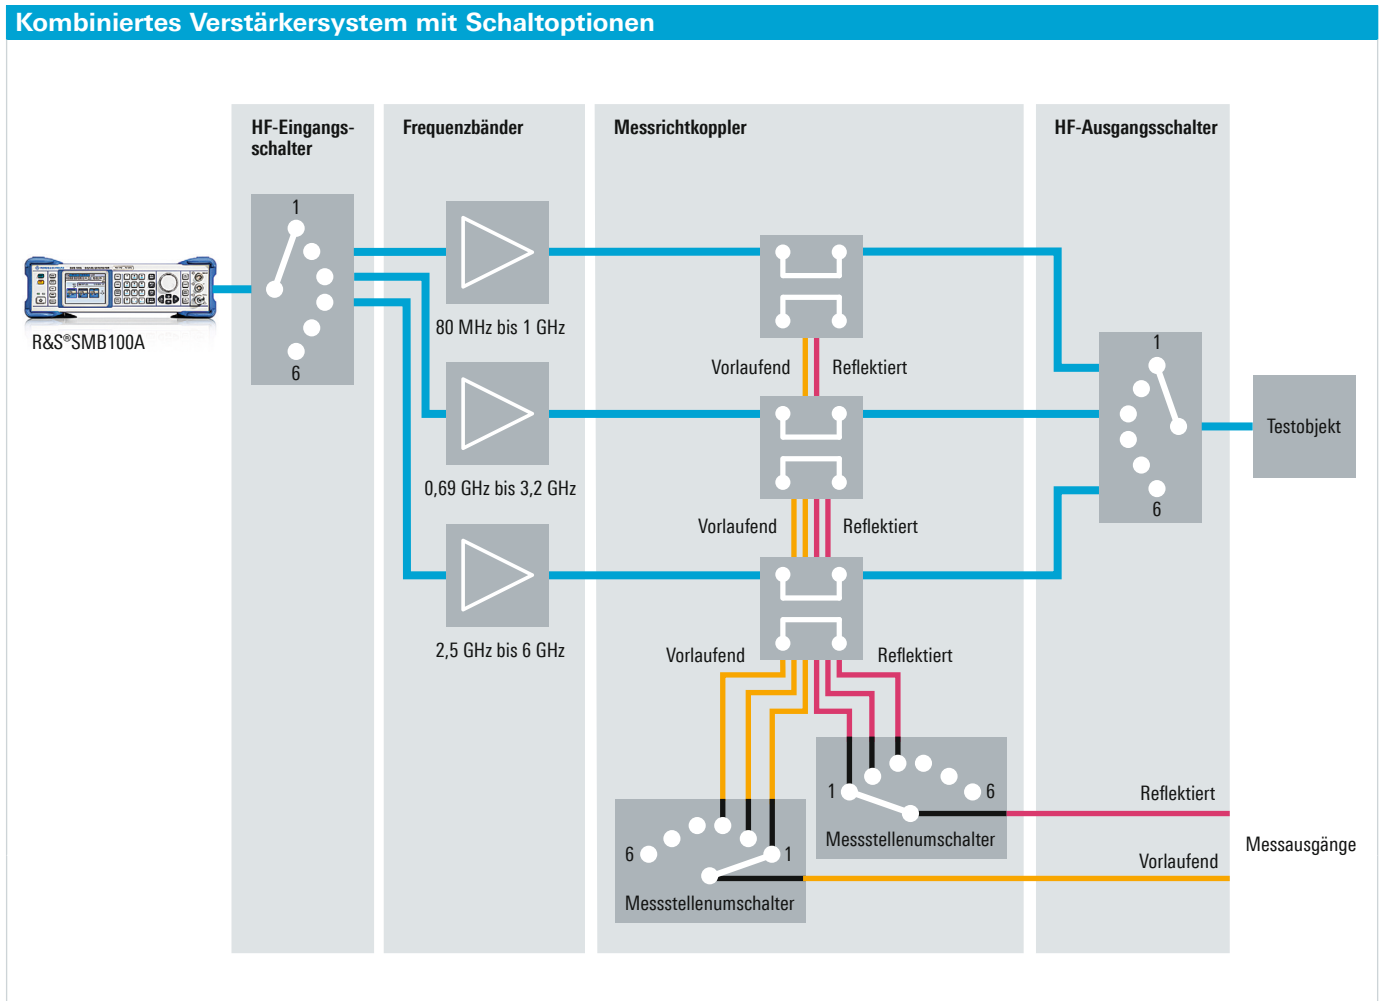 Kombiniertes Verstärkersystem mit Schaltoptionen
HF-Eingangs-
schalter
Frequenzbänder
Messrichtkoppler
HF-Ausgangsschalter
1
6
R&S®SMB100A
80 MHz bis 1 GHz
0,69 GHz bis 3,2 GHz
2,5 GHz bis 6 GHz
Vorlaufend
Reflektiert
Vorlaufend
Reflektiert
Vorlaufend
Reflektiert
1
6
Testobjekt
1
6
Messstellenumschalter
6
1
Messstellenumschalter
Reflektiert
Vorlaufend
Messausgänge